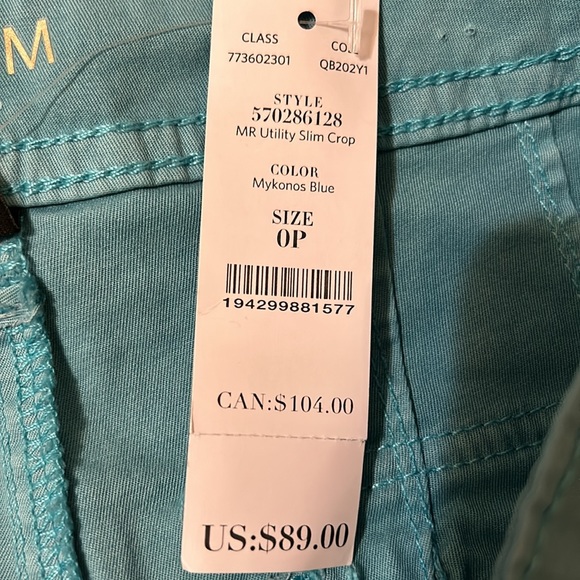 M
CLASS
773602301
QB202Y1
STYLE
570286128
MR Utility Slim Crop
COLOR
Mykonos Blue
SIZE
0P
194299881577
CAN:$104.00
US:$89.00